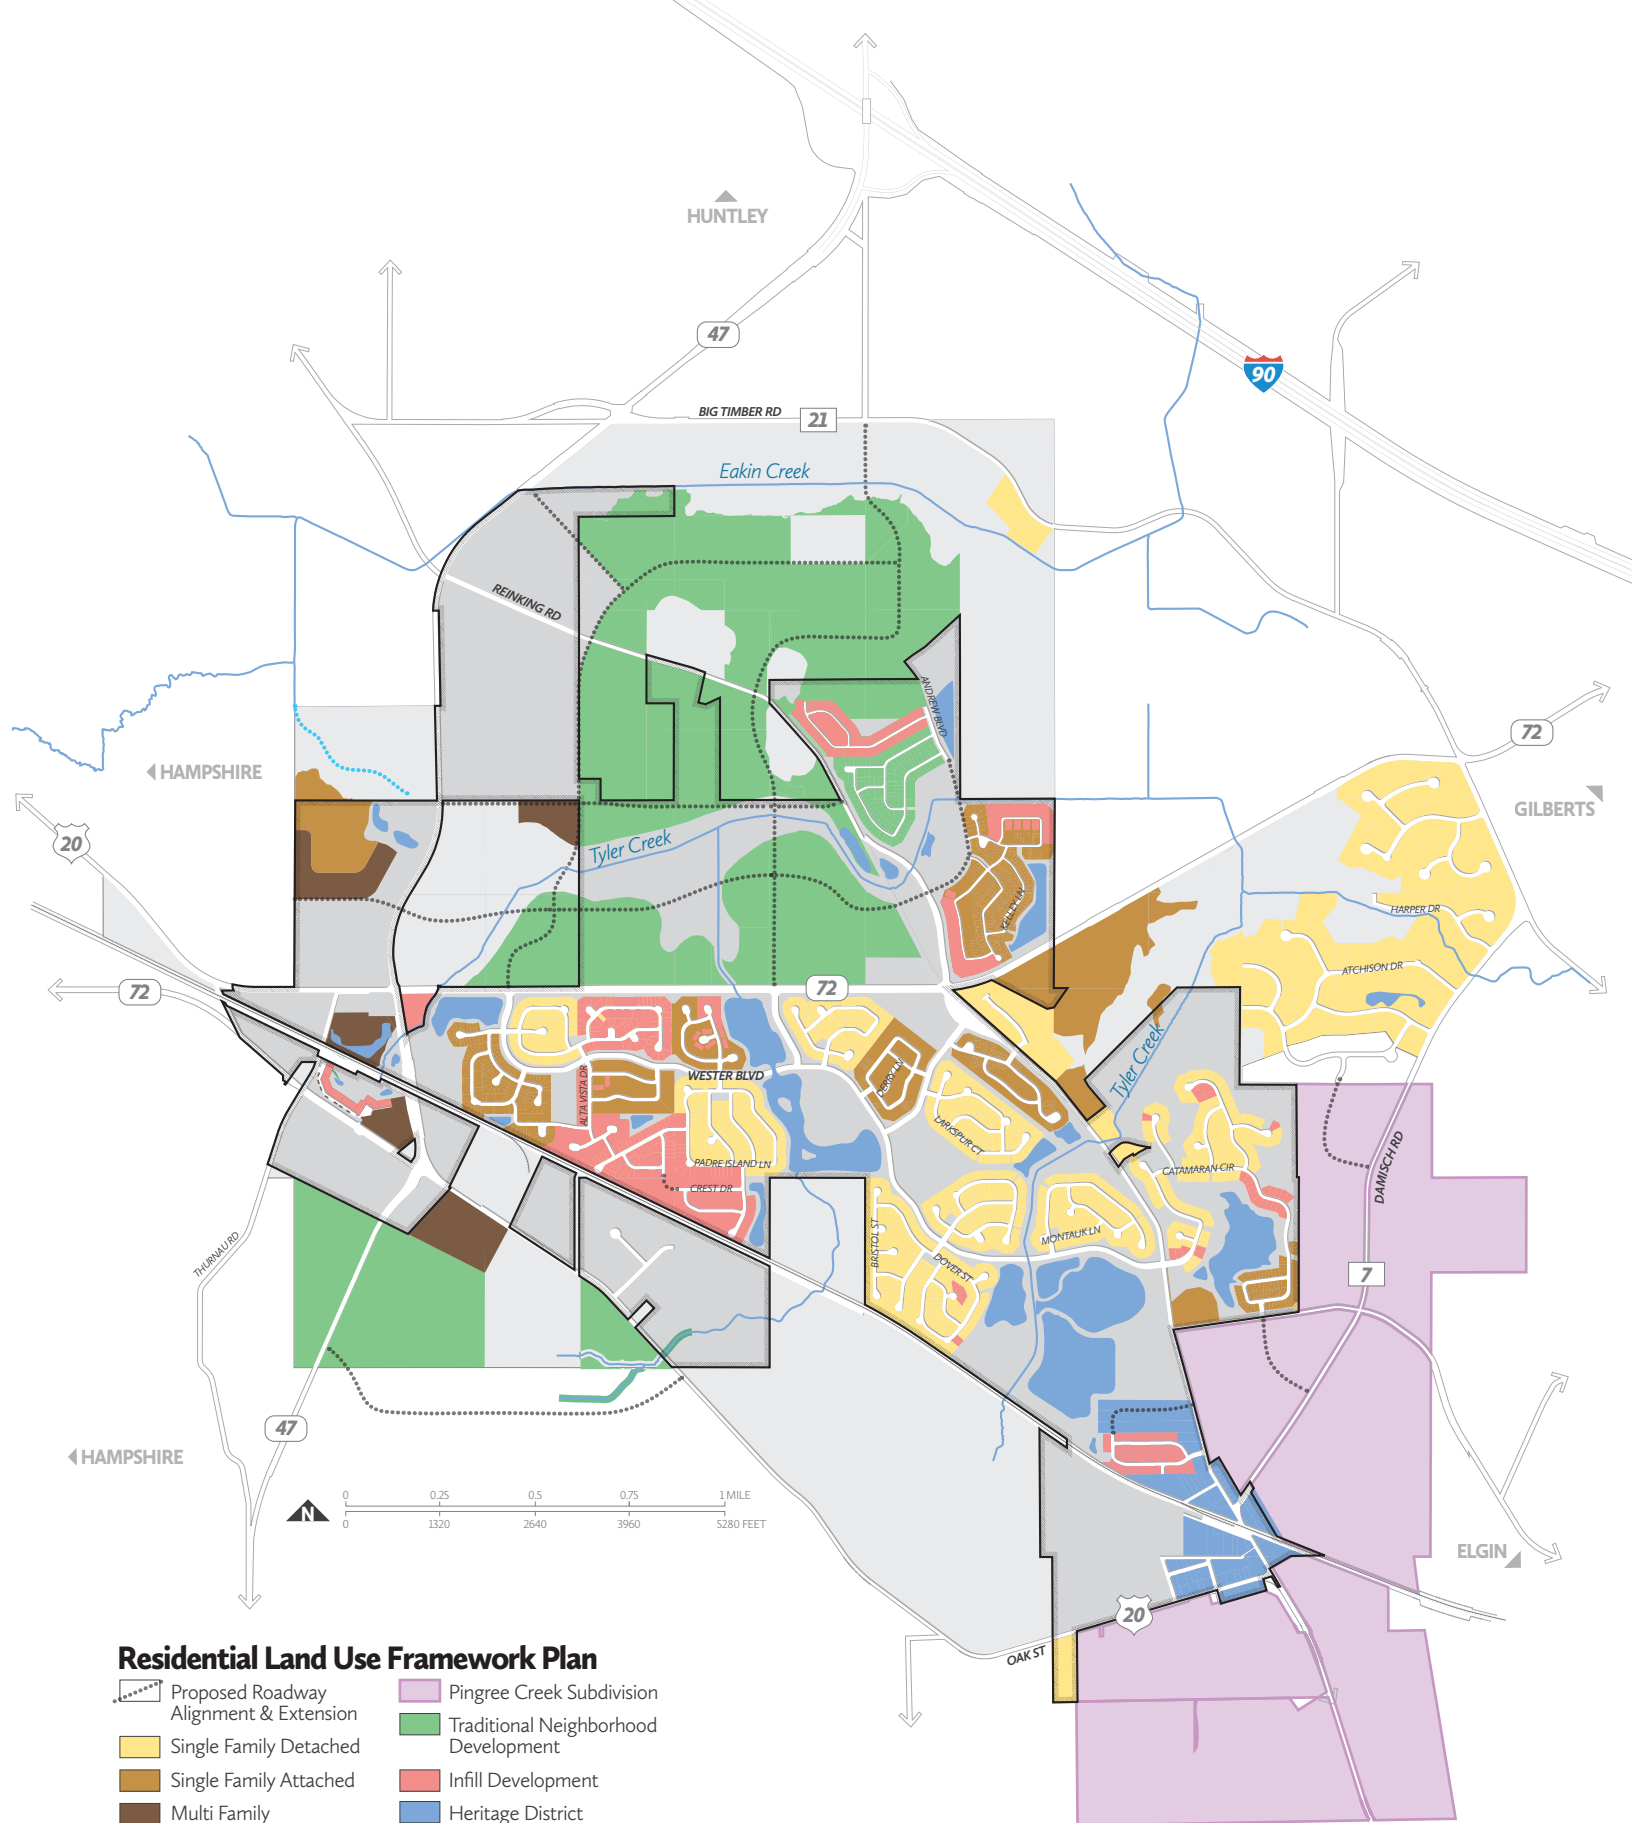 HUNTLEY
47
90
BIG TIMBER RD
21
Eakin Creek
REINKING RD
ANDREW BLVD
72
HAMPSHIRE
GILBERTS
20
Tyler Creek
KELLEY LN
HARPER DR
ATCHISON DR
72
72
Tyler Creek
WESTER BLVD
DERRY LN
ALTA VISTA DR
LARKSPUR CT
PADRE ISLAND LN
CREST DR
CATAMARAN CIR
DAMISCH RD
THURNAU RD
BRISTOL ST
MONTAUK LN
DOVER ST
7
47
HAMPSHIRE
N
0 0.25 0.5 0.75 1 MILE
0 1320 2640 3960 5280 FEET
ELGIN
20
OAK ST
Residential Land Use Framework Plan
Proposed Roadway
Alignment & Extension
Single Family Detached
Single Family Attached
Multi Family
Pingree Creek Subdivision
Traditional Neighborhood
Development
Infill Development
Heritage District